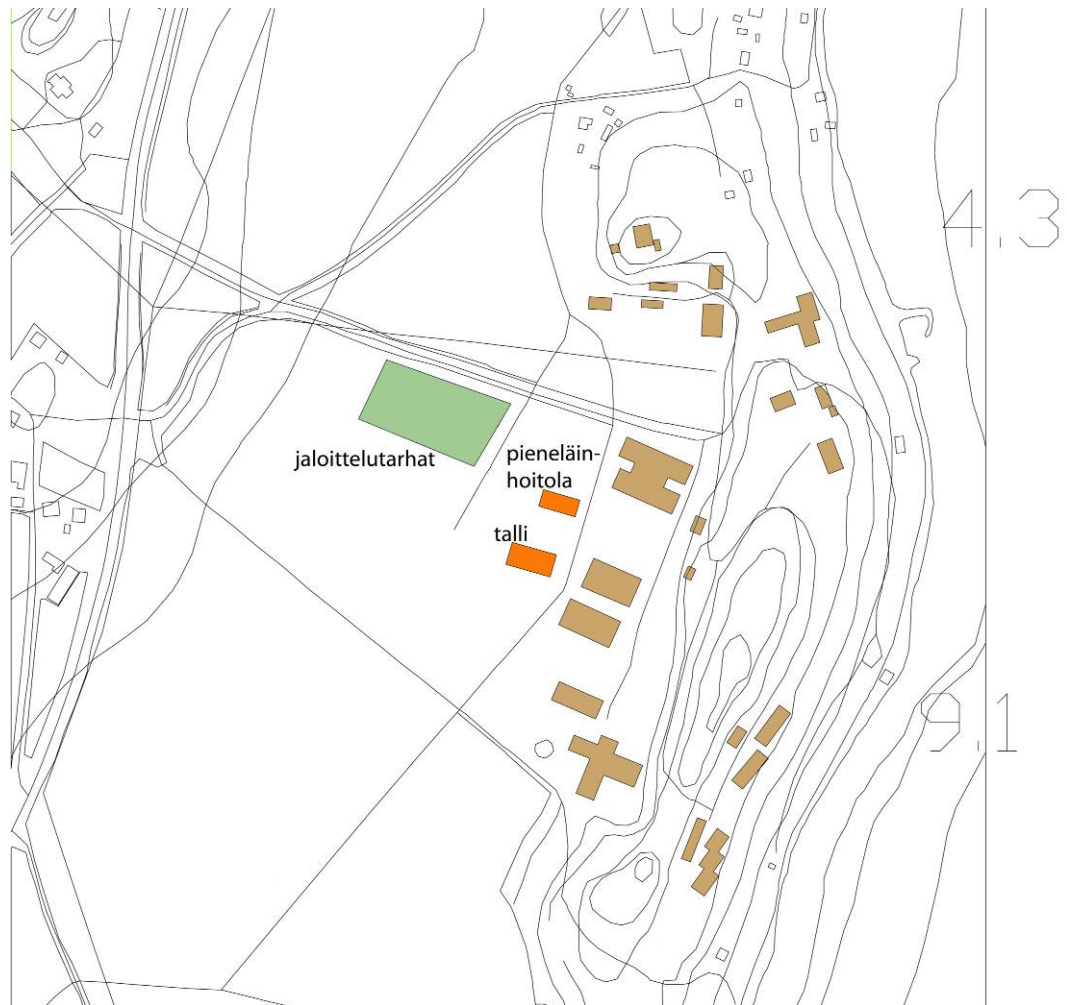 4.3
jaloittelutarhat
pieneläin-
hoitola
talli
9.1